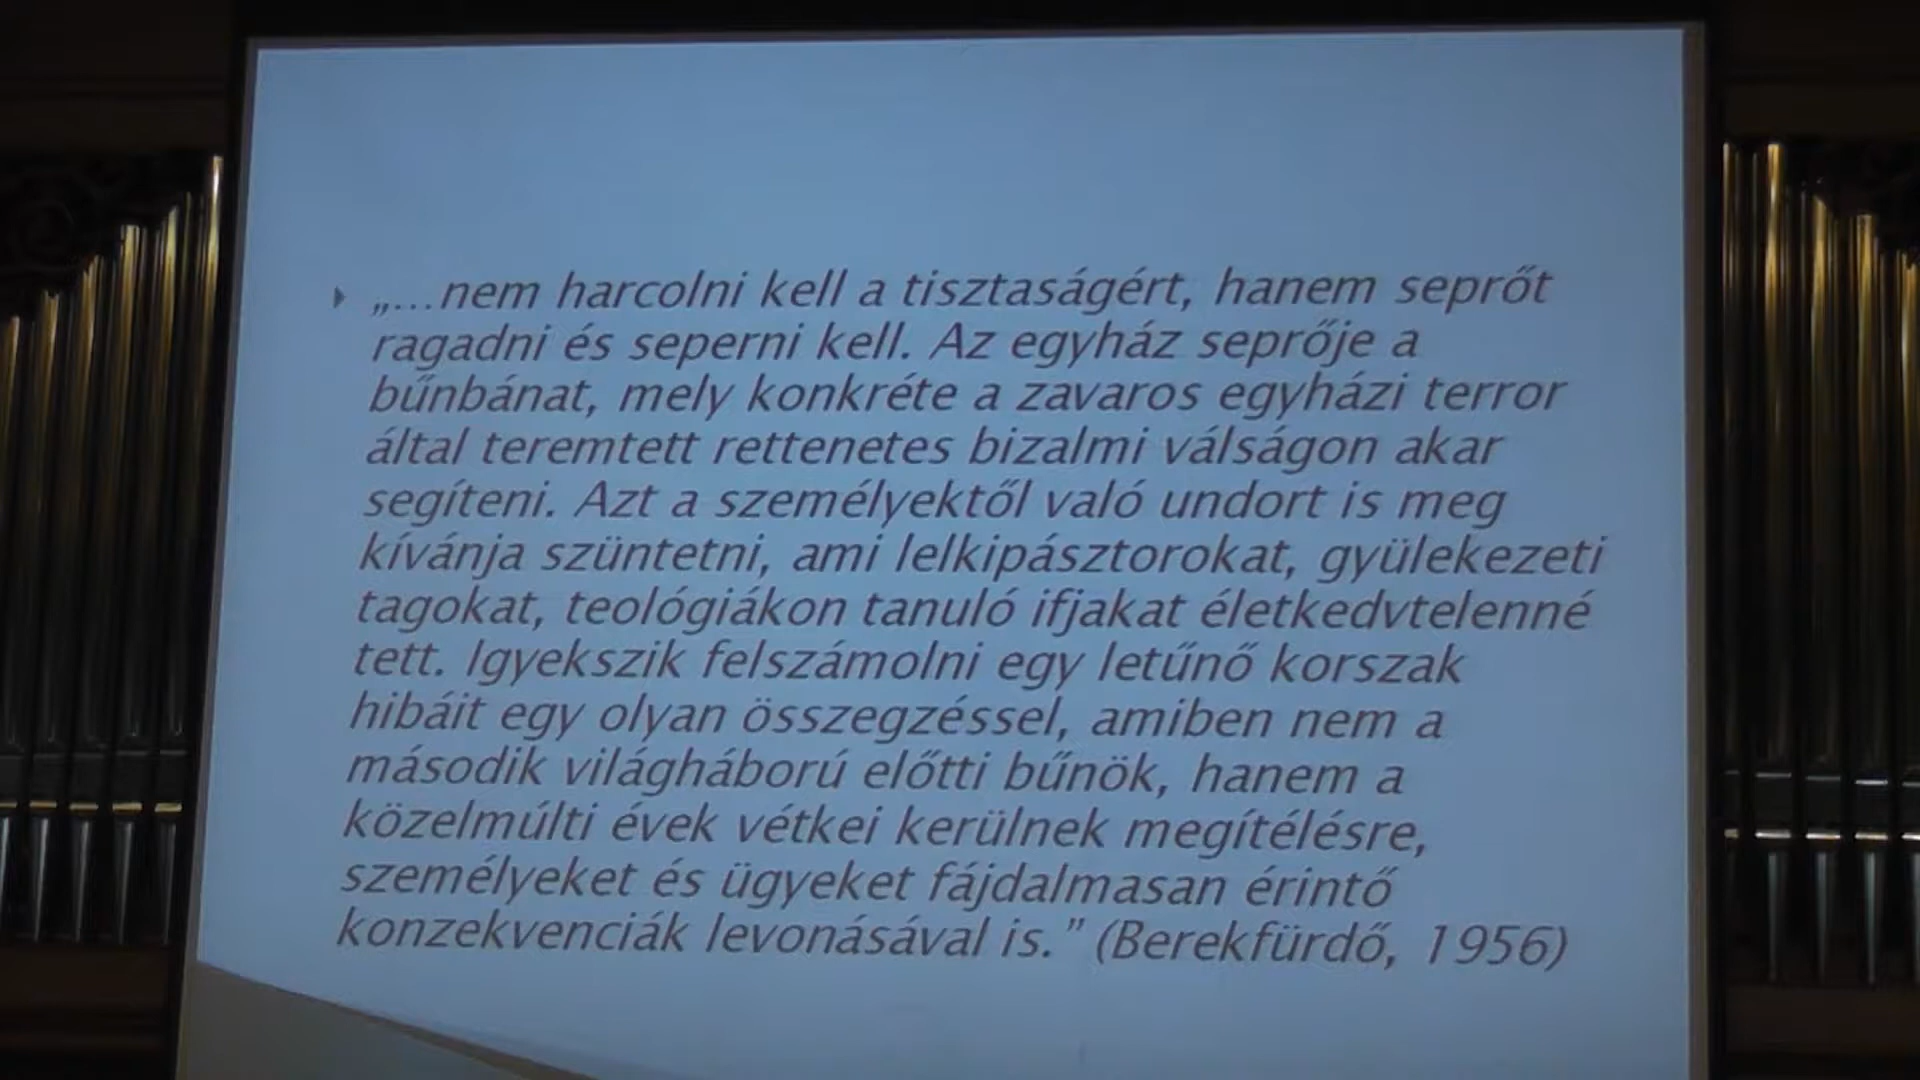 „…nem harcolni kell a tisztaságért, hanem seprőt
ragadni és seperni kell. Az egyház seprője a
bűnbánat, mely konkréte a zavaros egyházi terror
által teremtett rettenetes bizalmi válságon akar
segíteni. Azt a személyektől való undort is meg
kívánja szüntetni, ami lelkipásztorokat, gyülekezeti
tagokat, teológiákon tanuló ifjakat életkedvtelenné
tett. Igyekszik felszámolni egy letűnő korszak
hibáit egy olyan összegzéssel, amiben nem a
második világháború előtti bűnök, hanem a
közelmúlti évek vétkei kerülnek megítélésre,
személyeket és ügyeket fájdalmasan érintő
konzekvenciák levonásával is.” (Berekfürdő, 1956)